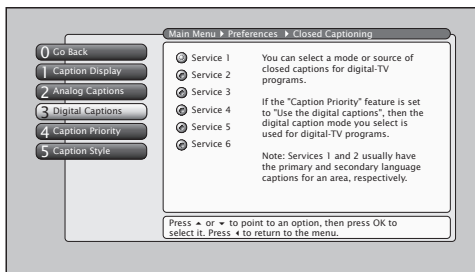 Main Menu ▶ Preferences ▶ Closed Captioning
0 Go Back
1 Caption Display
2 Analog Captions
3 Digital Captions
4 Caption Priority
5 Caption Style
Service 1
Service 2
Service 3
Service 4
Service 5
Service 6
You can select a mode or source of
closed captions for digital-TV
programs.
If the "Caption Priority" feature is set
to "Use the digital captions", then the
digital caption mode you select is
used for digital-TV programs.
Note: Services 1 and 2 usually have
the primary and secondary language
captions for an area, respectively.
Press ▲ or ▼ to point to an option, then press OK to
select it. Press ◀ to return to the menu.